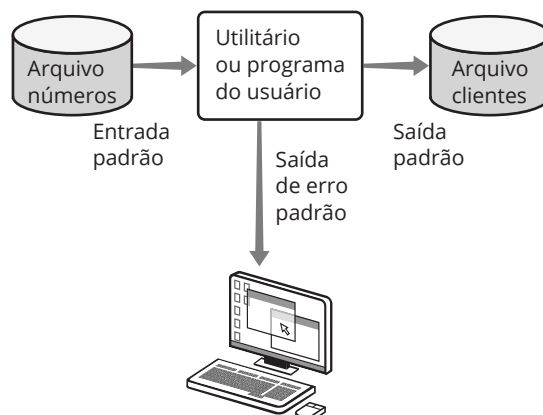 Arquivo
números
Utilitário
ou programa
do usuário
Arquivo
clientes
Entrada
padrão
Saída
de erro
padrão
Saída
padrão